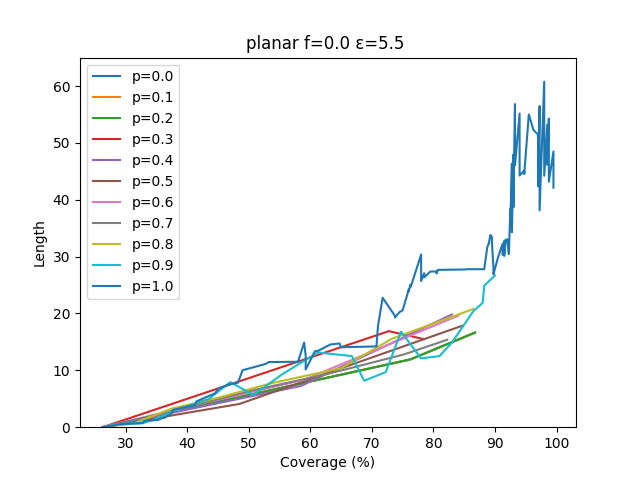 planar f=0.0 ε=5.5
p=0.0
p=0.1
p=0.2
p=0.3
p=0.4
p=0.5
p=0.6
p=0.7
p=0.8
p=0.9
p=1.0
Length
60
50
40
30
20
10
0
30 40 50 60 70 80 90 100
Coverage (%)